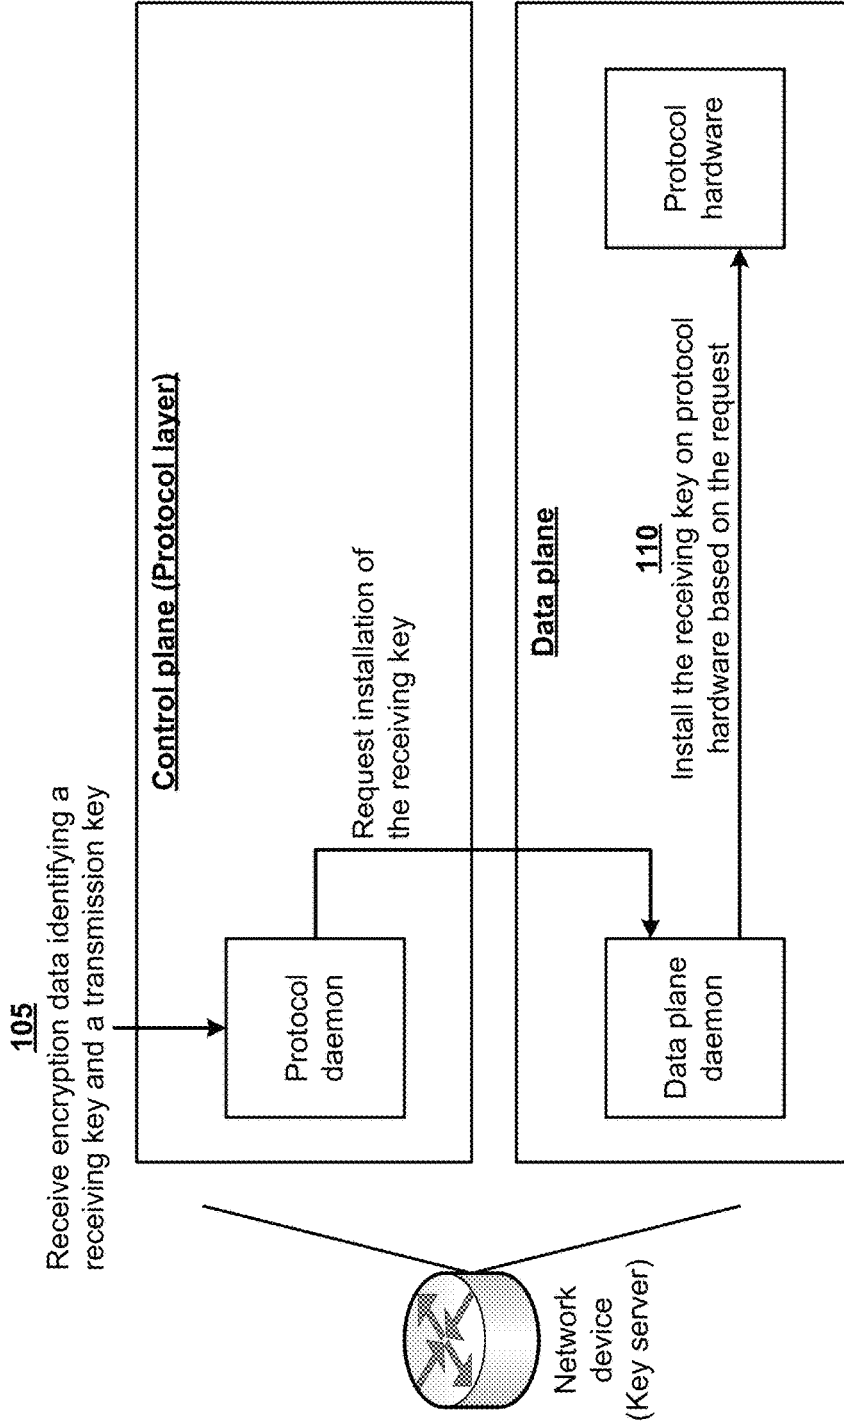 105
Receive encryption data identifying a
receiving key and a transmission key
Control plane (Protocol layer)
Protocol
daemon
Request installation of
the receiving key
Data plane
Data plane
daemon
110
Install the receiving key on protocol
hardware based on the request
Protocol
hardware
Network
device
(Key server)